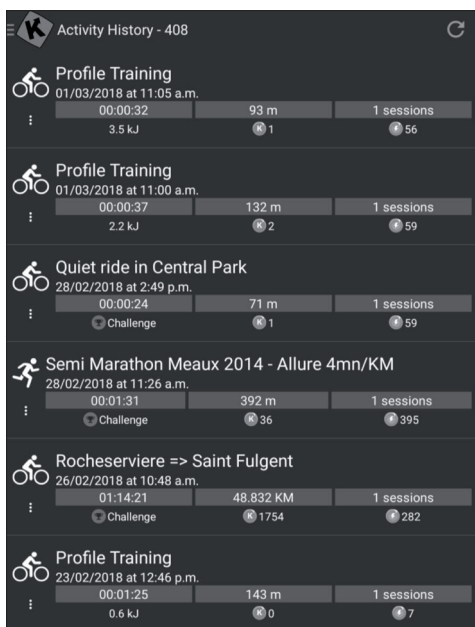 K Activity History - 408
Profile Training
01/03/2018 at 11:05 a.m.
00:00:32 93 m 1 sessions
3.5 kJ K 1 56
Profile Training
01/03/2018 at 11:00 a.m.
00:00:37 132 m 1 sessions
2.2 kJ K 2 59
Quiet ride in Central Park
28/02/2018 at 2:49 p.m.
00:00:24 71 m 1 sessions
Challenge K 1 59
Semi Marathon Meaux 2014 - Allure 4mn/KM
28/02/2018 at 11:26 a.m.
00:01:31 392 m 1 sessions
Challenge K 36 395
Rocheserviere => Saint Fulgent
26/02/2018 at 10:48 a.m.
01:14:21 48.832 KM 1 sessions
Challenge K 1754 282
Profile Training
23/02/2018 at 12:46 p.m.
00:01:25 143 m 1 sessions
0.6 kJ K 0 7